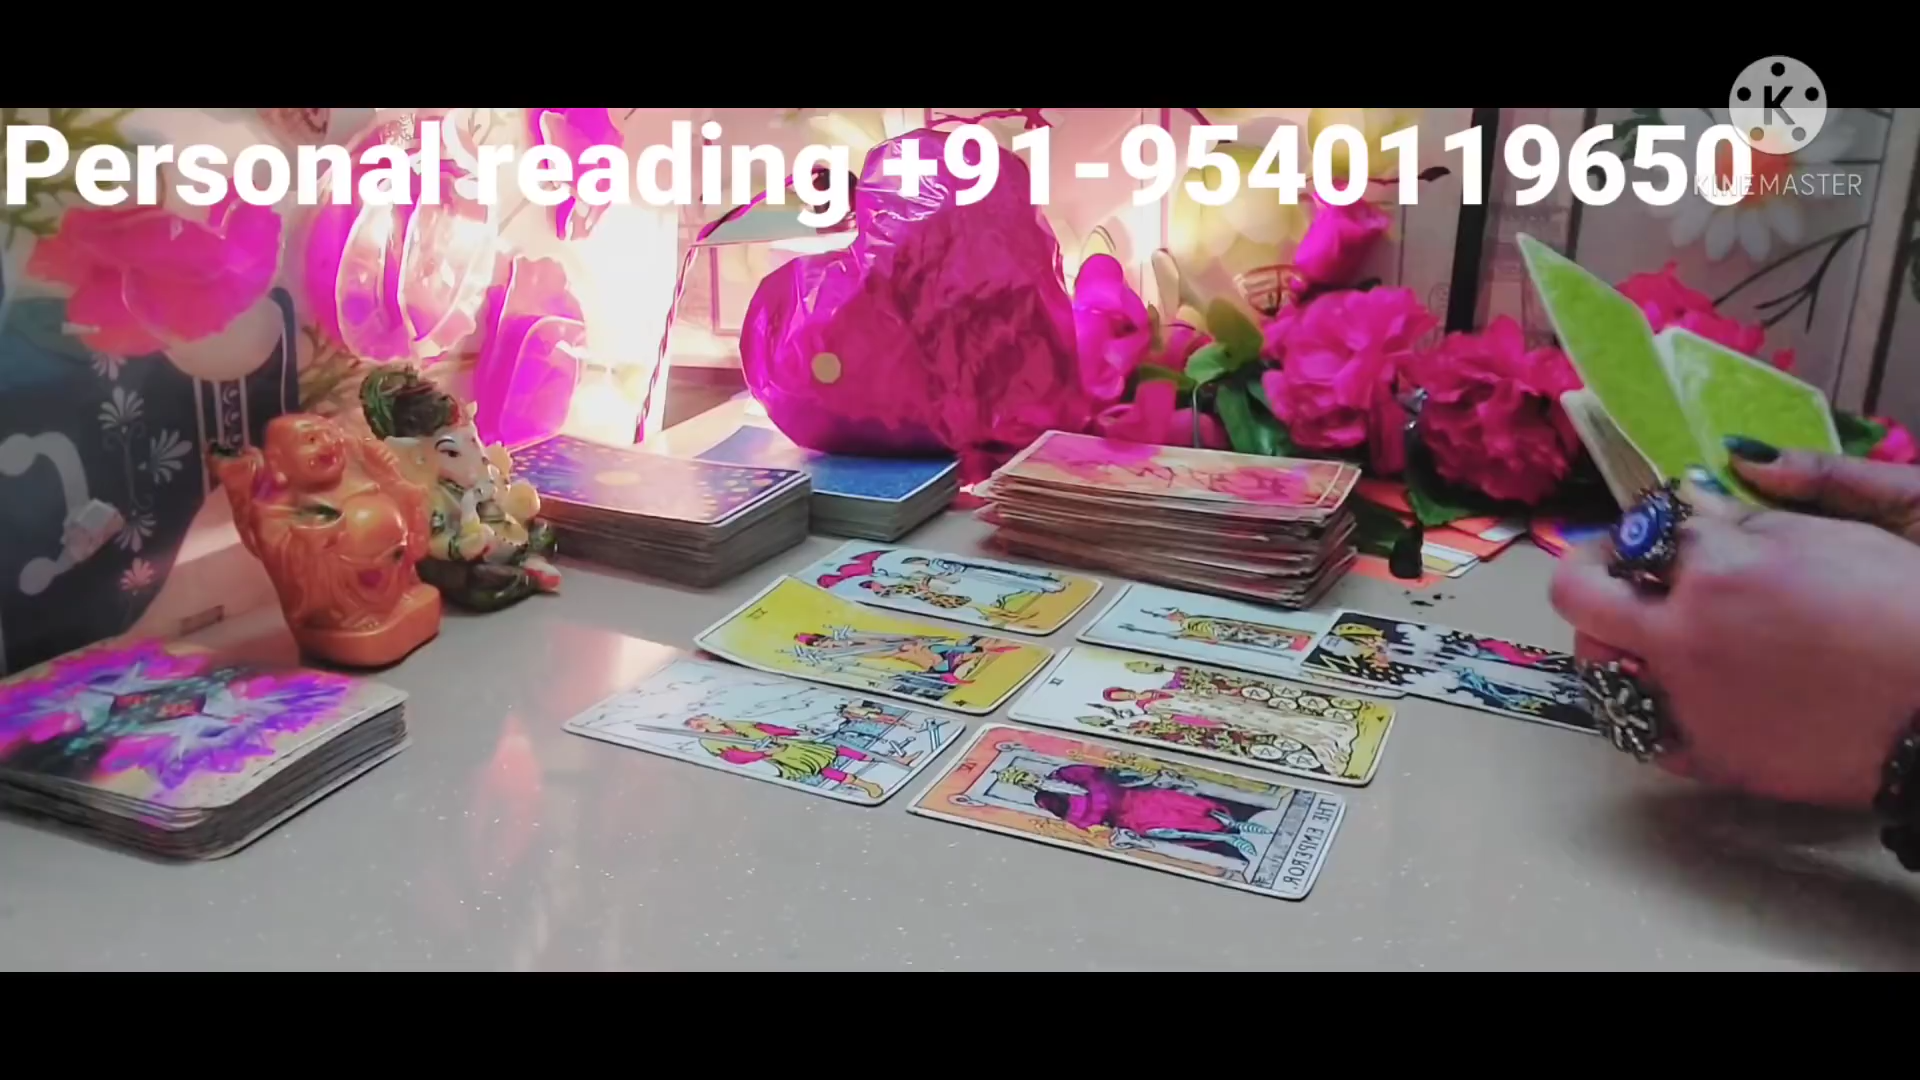 Personal reading +91-9540119650
K
KINEMASTER
THE EMPEROR.